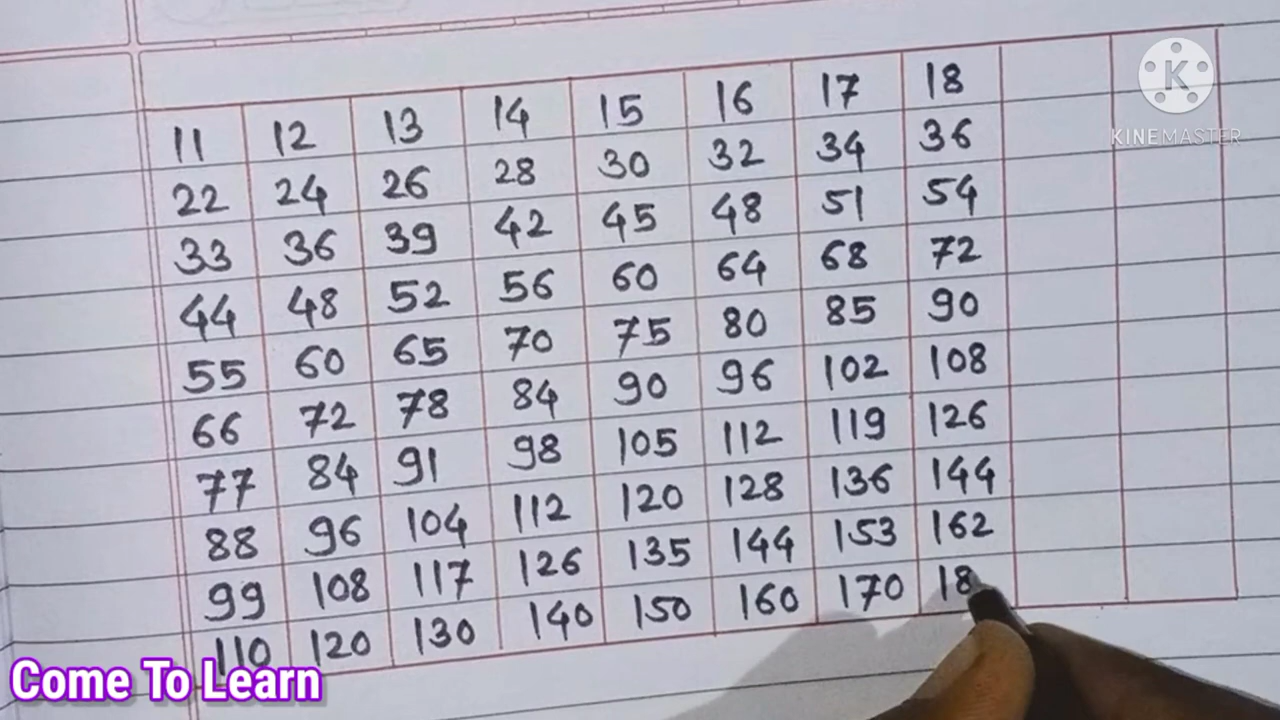 11 12 13 14 15 16 17 18
22 24 26 28 30 32 34 36
33 36 39 42 45 48 51 54
44 48 52 56 60 64 68 72
55 60 65 70 75 80 85 90
66 72 78 84 90 96 102 108
77 84 91 98 105 112 119 126
88 96 104 112 120 128 136 144
99 108 117 126 135 144 153 162
110 120 130 140 150 160 170 18
K
KINEMASTER
Come To Learn